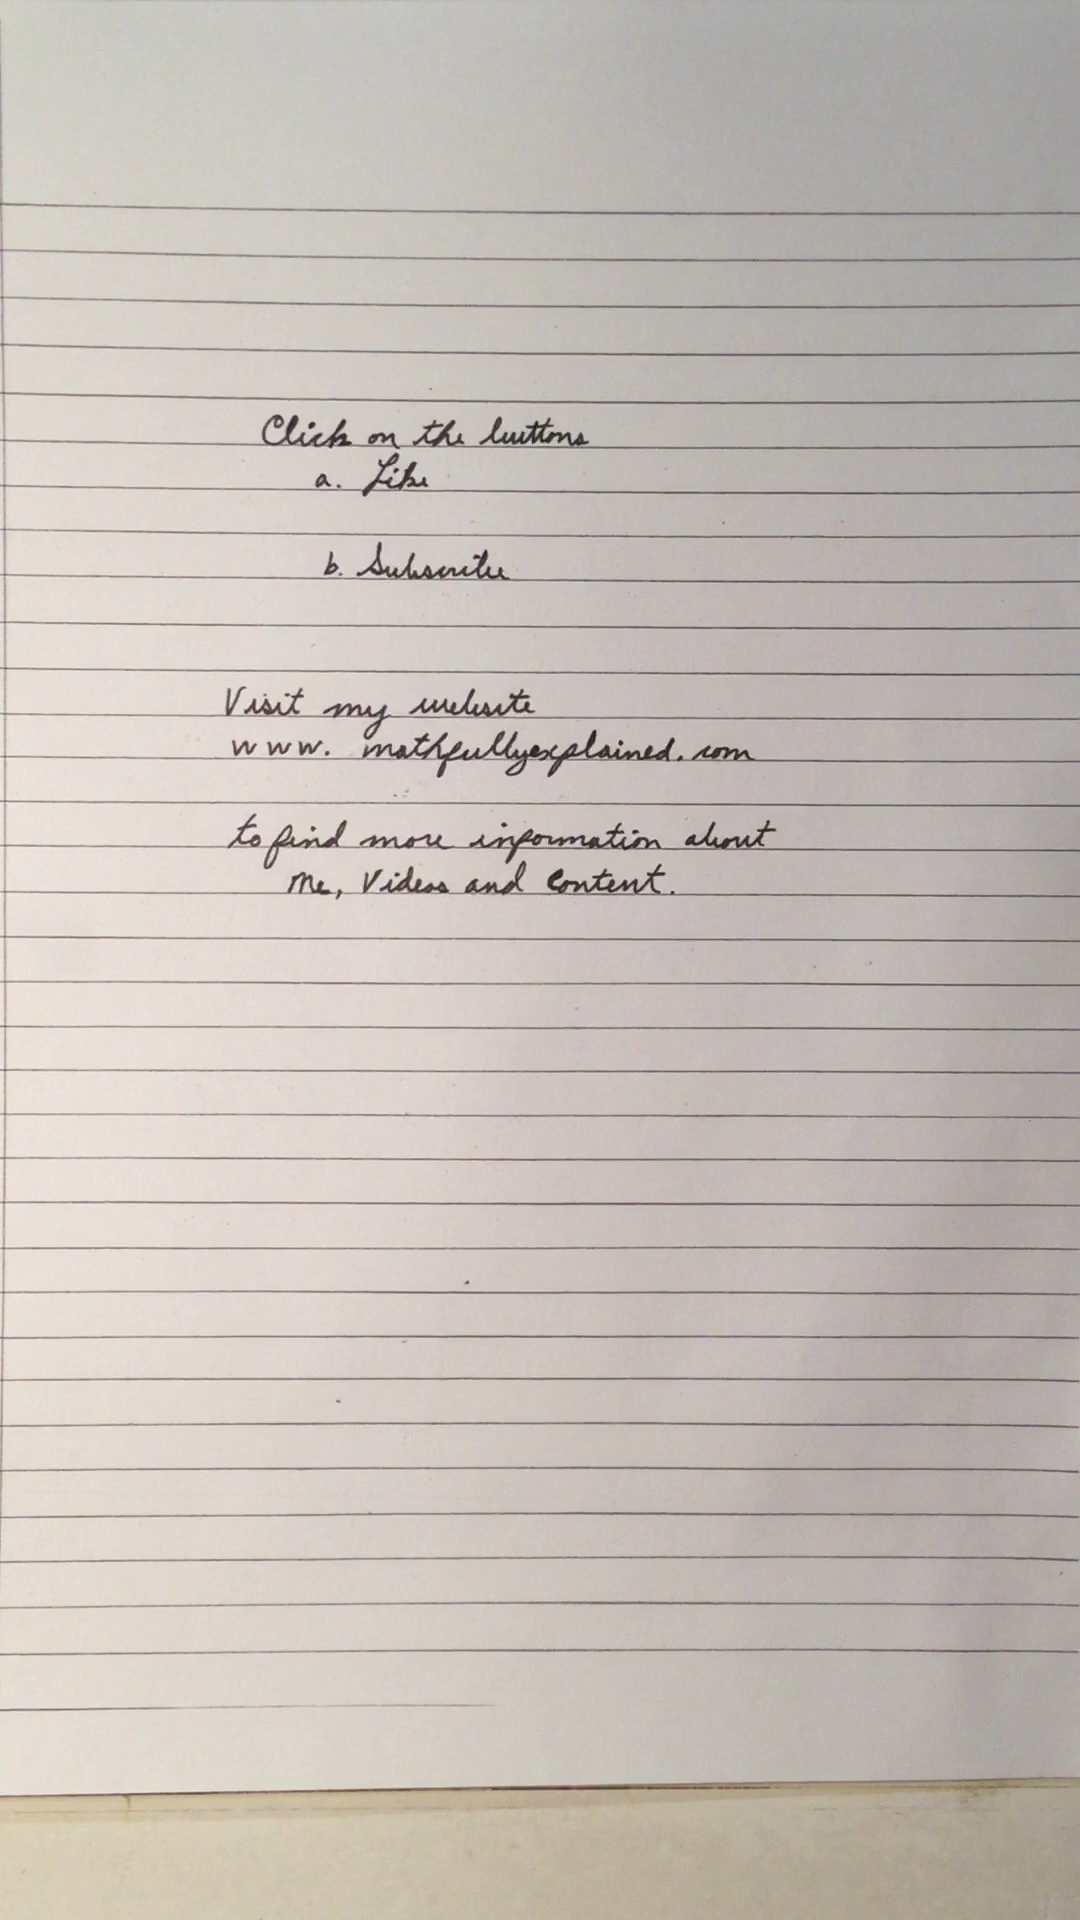 Click on the buttons
a. Like
b. Subscribe
Visit my website
www. mathfullyexplained.com
to find more information about
Me, Videos and Content.